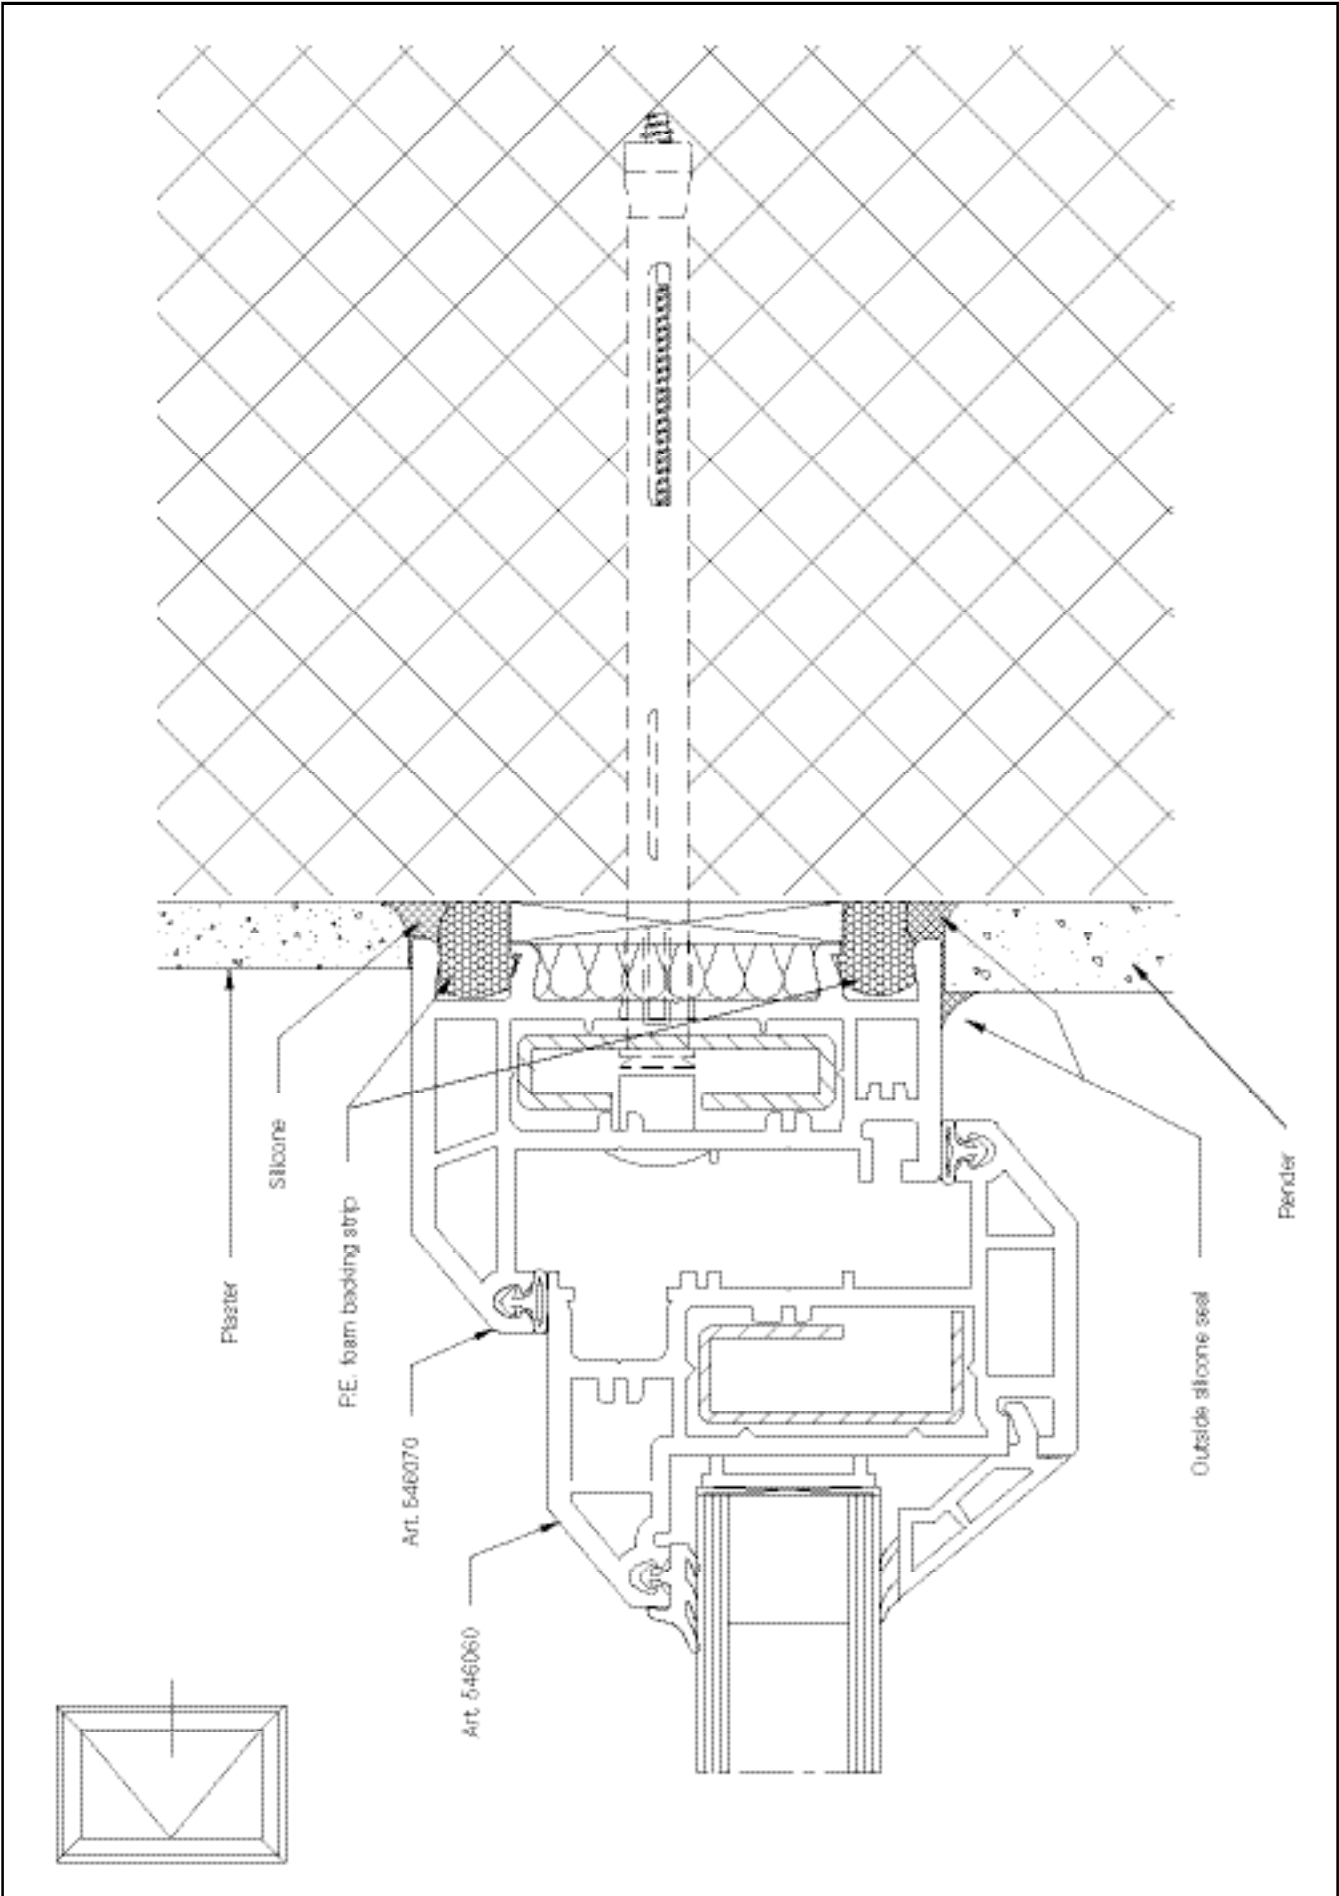 Plaster
Silicone
P.E. foam backing strip
Art. 546070
Art. 546060
Outside silicone seal
Render